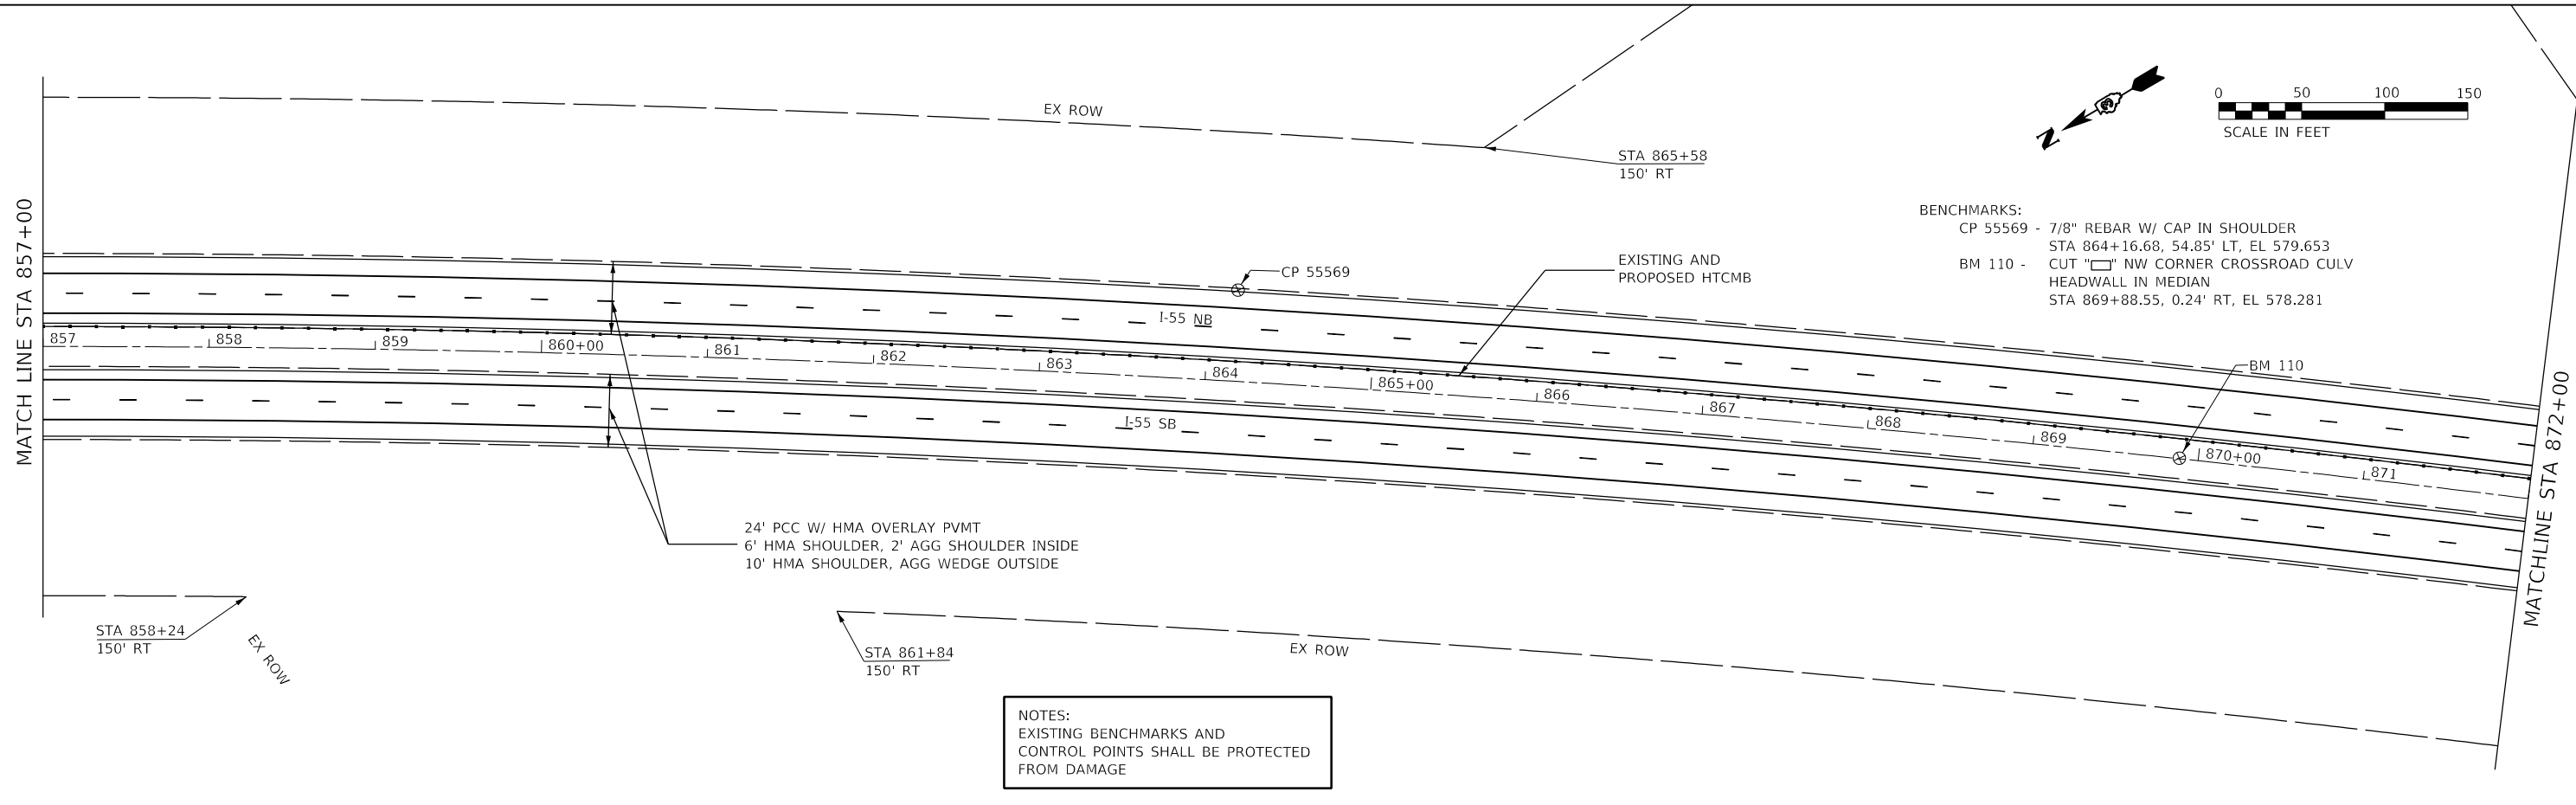 EX ROW
STA 865+58
150' RT
N
0 50 100 150
SCALE IN FEET
BENCHMARKS:
CP 55569 - 7/8" REBAR W/ CAP IN SHOULDER
STA 864+16.68, 54.85' LT, EL 579.653
BM 110 - CUT "▭" NW CORNER CROSSROAD CULV
HEADWALL IN MEDIAN
STA 869+88.55, 0.24' RT, EL 578.281
MATCH LINE STA 857+00
CP 55569
EXISTING AND
PROPOSED HTCMB
I-55 NB
857 858 859 860+00 861 862 863 864 865+00 866 867 868 869 870+00 871
BM 110
I-55 SB
MATCHLINE STA 872+00
24' PCC W/ HMA OVERLAY PVMT
6' HMA SHOULDER, 2' AGG SHOULDER INSIDE
10' HMA SHOULDER, AGG WEDGE OUTSIDE
STA 858+24
150' RT
EX ROW
STA 861+84
150' RT
EX ROW
NOTES:
EXISTING BENCHMARKS AND
CONTROL POINTS SHALL BE PROTECTED
FROM DAMAGE